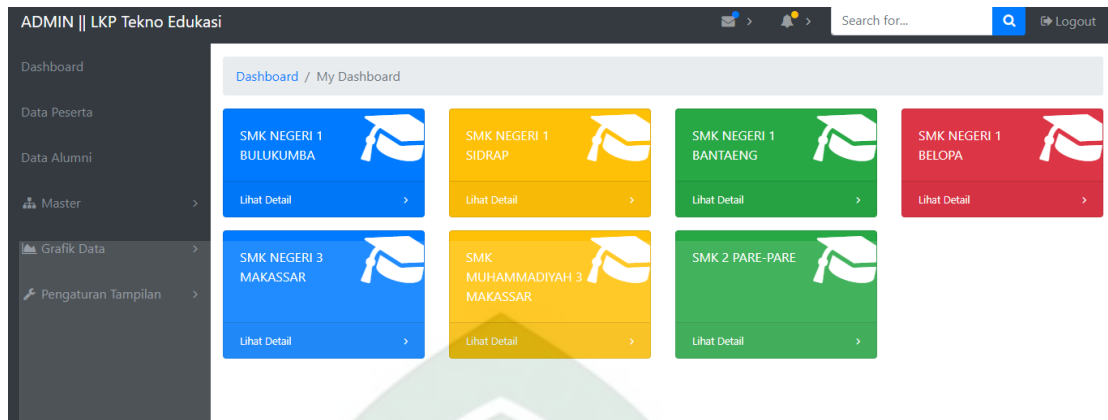 ADMIN || LKP Tekno Edukasi
Search for...
Logout
Dashboard
Data Peserta
Data Alumni
Master
Grafik Data
Pengaturan Tampilan
Dashboard / My Dashboard
SMK NEGERI 1
BULUKUMBA
Lihat Detail
SMK NEGERI 1
SIDRAP
Lihat Detail
SMK NEGERI 1
BANTAENG
Lihat Detail
SMK NEGERI 1
BELOPA
Lihat Detail
SMK NEGERI 3
MAKASSAR
Lihat Detail
SMK
MUHAMMADIYAH 3
MAKASSAR
Lihat Detail
SMK 2 PARE-PARE
Lihat Detail